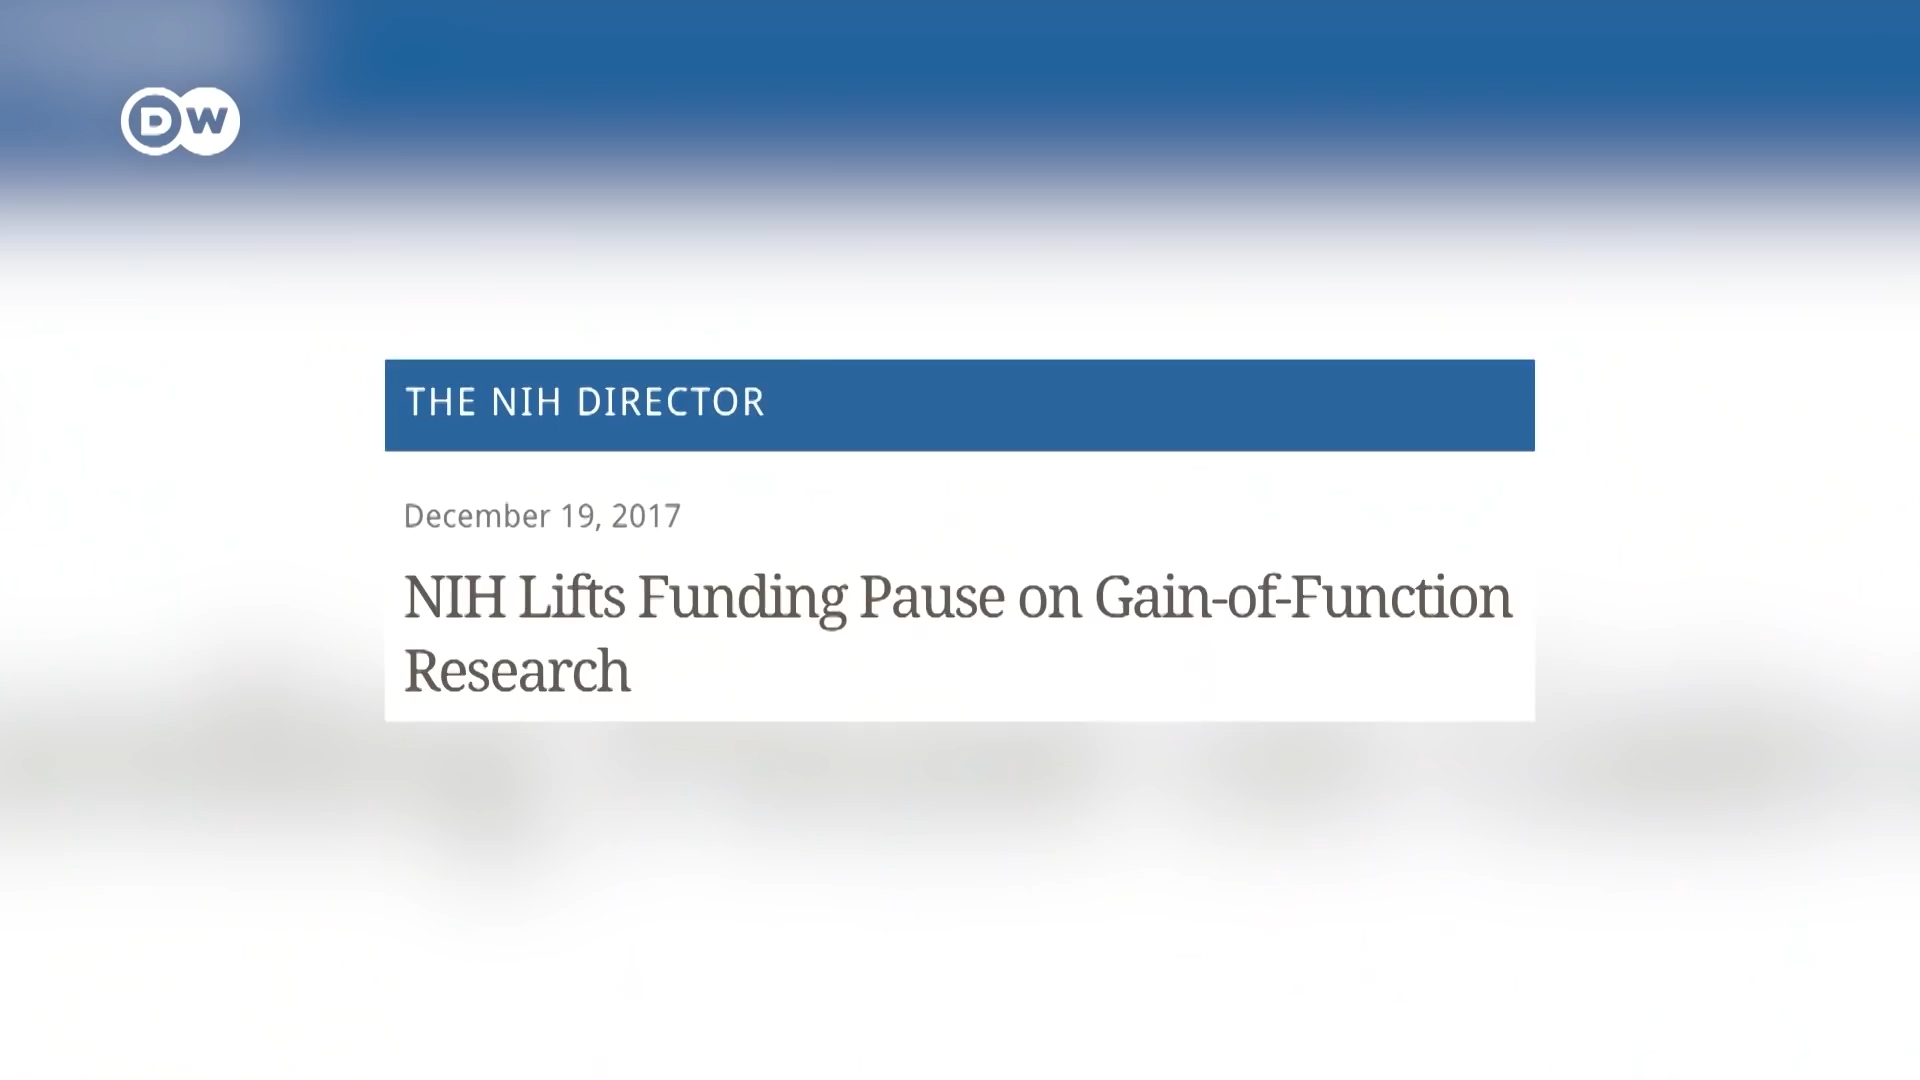 DW
THE NIH DIRECTOR
December 19, 2017
NIH Lifts Funding Pause on Gain-of-Function
Research